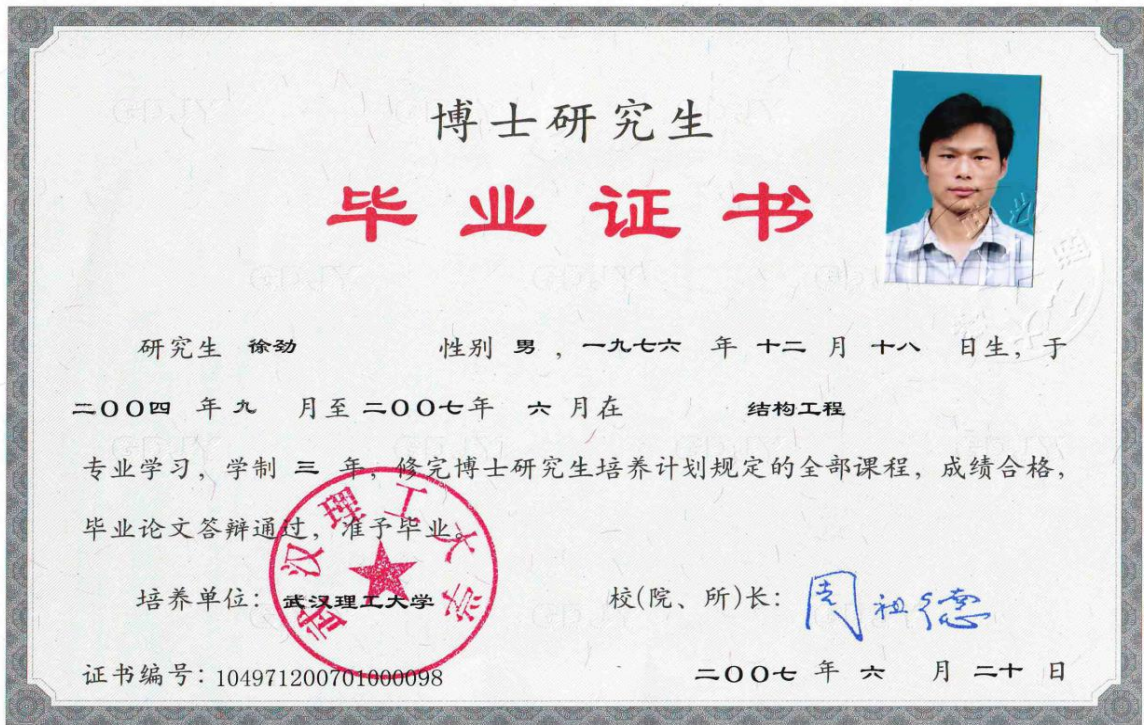 博士研究生
毕业证书
研究生 徐劲 性别 男 ，一九七六 年 十二 月 十八 日生，于
二〇〇四 年 九 月至 二〇〇七年 六 月在 结构工程
专业学习，学制 三 年，修完博士研究生培养计划规定的全部课程，成绩合格，
毕业论文答辩通过，准予毕业。
武汉理工大学
培养单位：武汉理工大学 校(院、所)长：周祖德
证书编号：104971200701000098 二〇〇七 年 六 月 二十 日